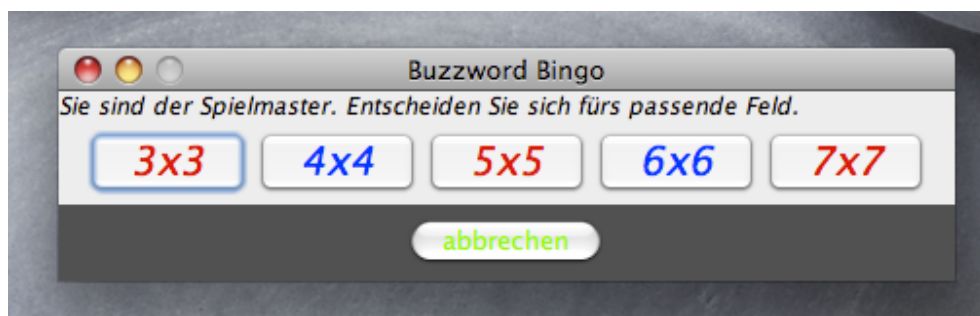 Buzzword Bingo
Sie sind der Spielmaster. Entscheiden Sie sich fürs passende Feld.
3x3 4x4 5x5 6x6 7x7
abbrechen